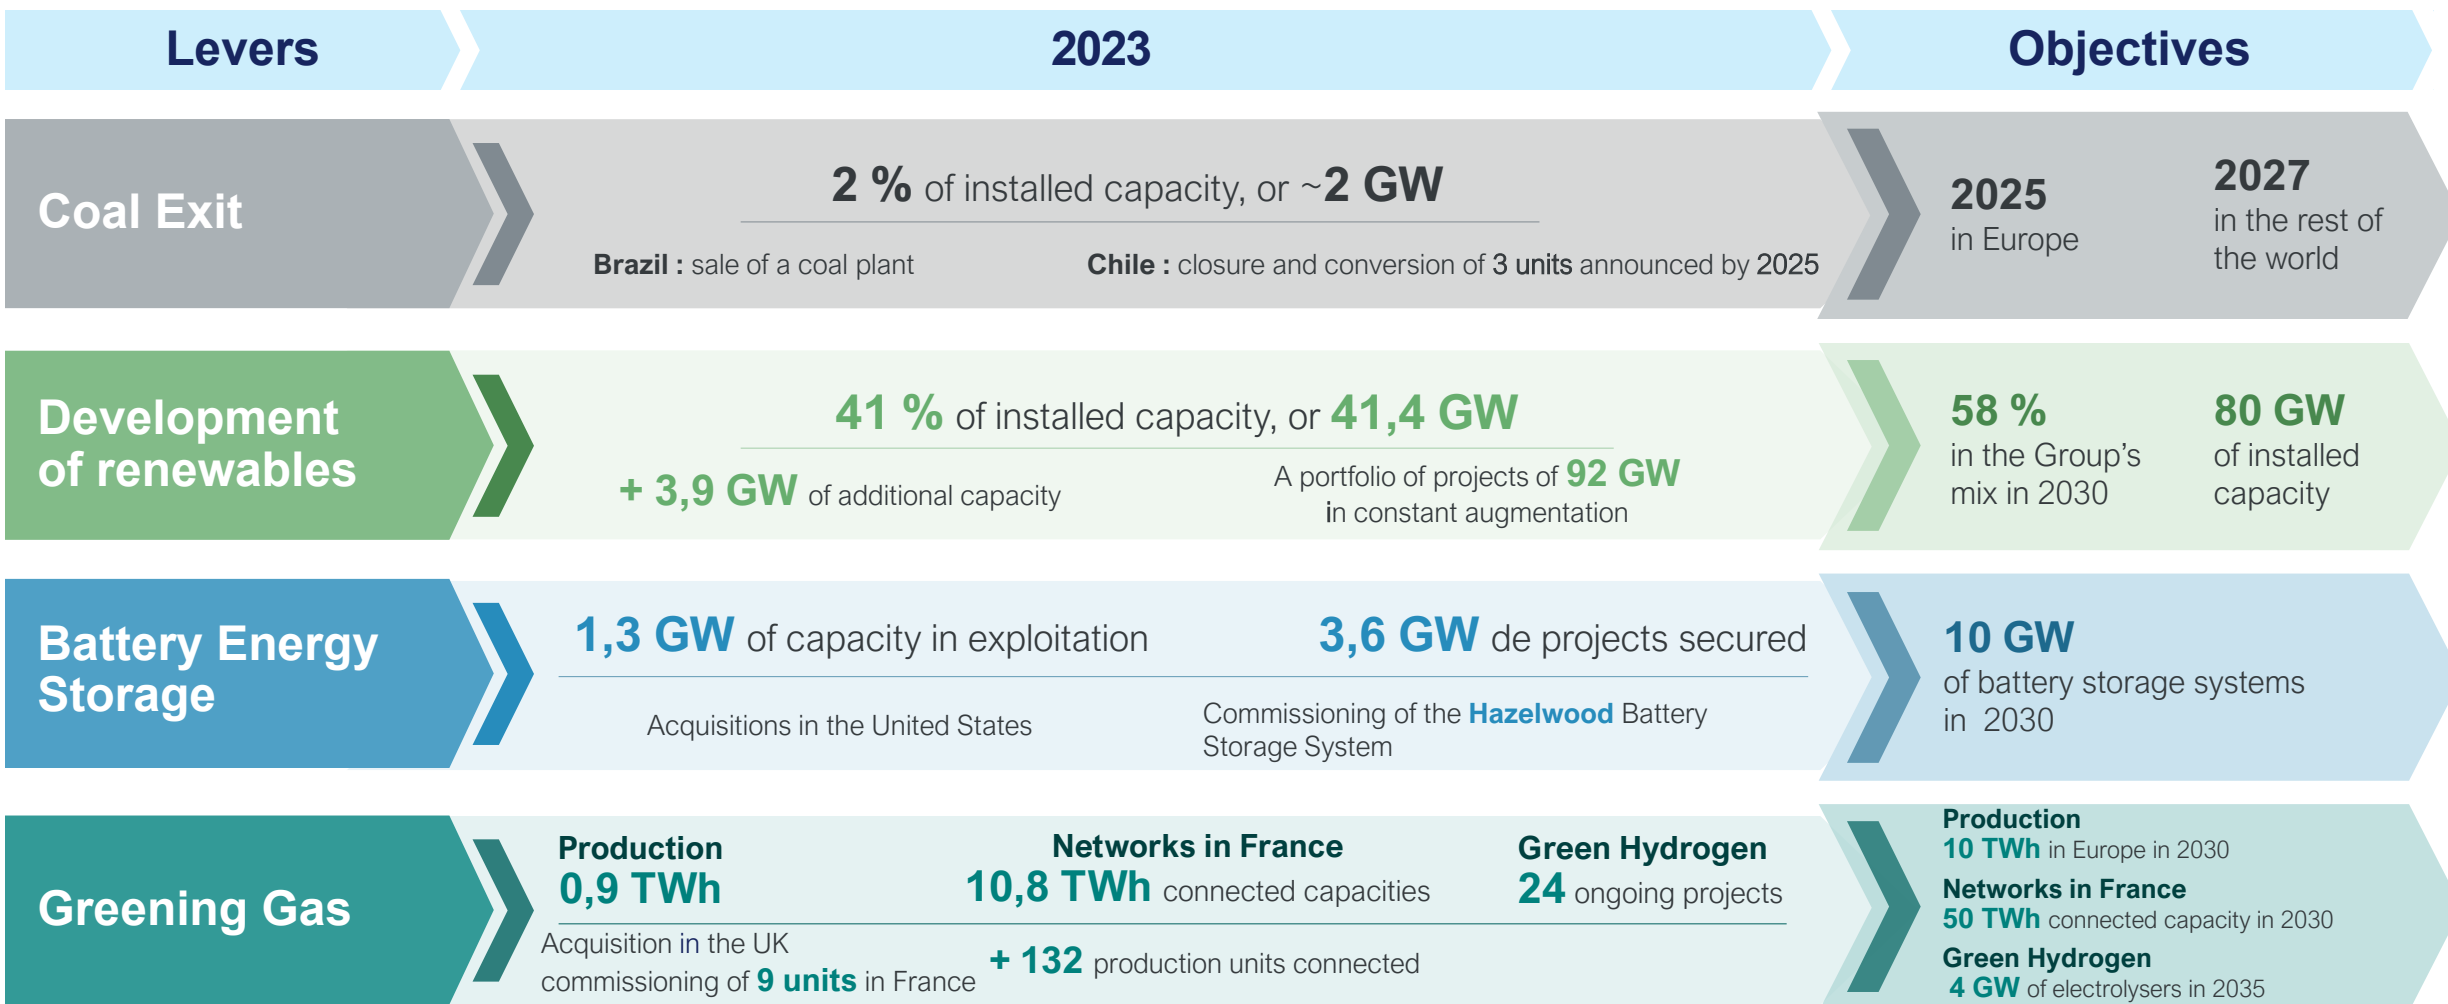 Levers
2023
Objectives
Coal Exit
2 % of installed capacity, or ~2 GW
Brazil : sale of a coal plant
Chile : closure and conversion of 3 units announced by 2025
2025
in Europe
2027
in the rest of
the world
Development
of renewables
41 % of installed capacity, or 41,4 GW
+ 3,9 GW of additional capacity
A portfolio of projects of 92 GW
in constant augmentation
58 %
in the Group's
mix in 2030
80 GW
of installed
capacity
Battery Energy
Storage
1,3 GW of capacity in exploitation
3,6 GW de projects secured
Acquisitions in the United States
Commissioning of the Hazelwood Battery
Storage System
10 GW
of battery storage systems
in 2030
Greening Gas
Production
0,9 TWh
Networks in France
10,8 TWh connected capacities
Green Hydrogen
24 ongoing projects
Acquisition in the UK
commissioning of 9 units in France
+ 132 production units connected
Production
10 TWh in Europe in 2030
Networks in France
50 TWh connected capacity in 2030
Green Hydrogen
4 GW of electrolysers in 2035